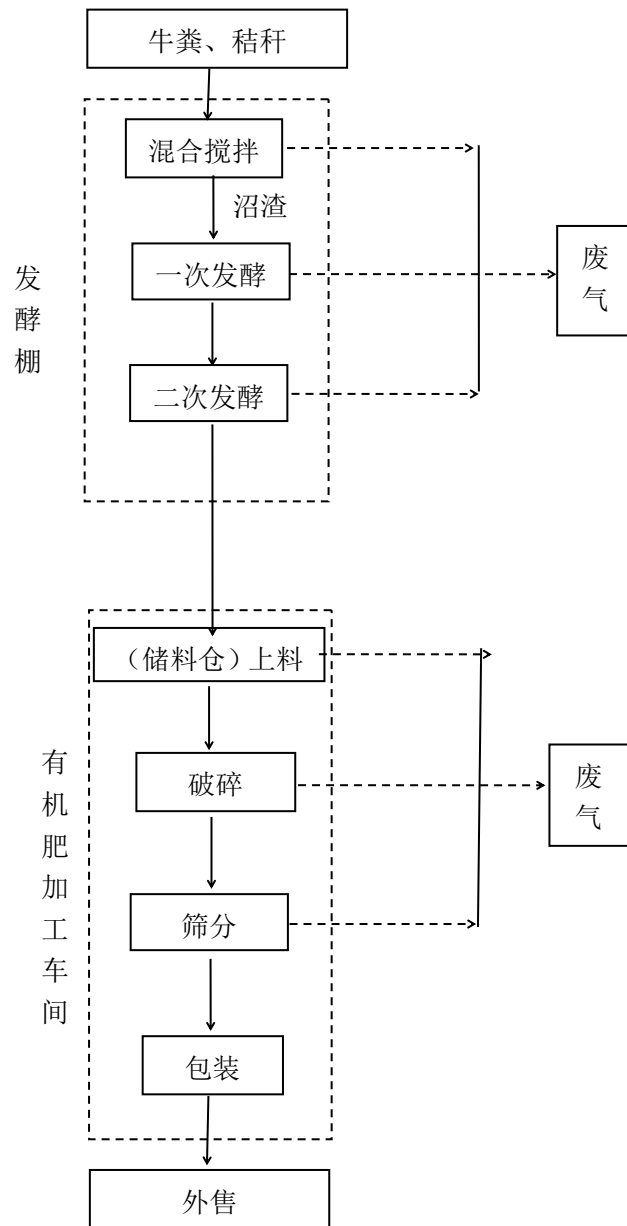 牛粪、秸秆
混合搅拌
沼渣
一次发酵
二次发酵
发酵棚
废气
（储料仓）上料
破碎
筛分
包装
有机肥加工车间
废气
外售